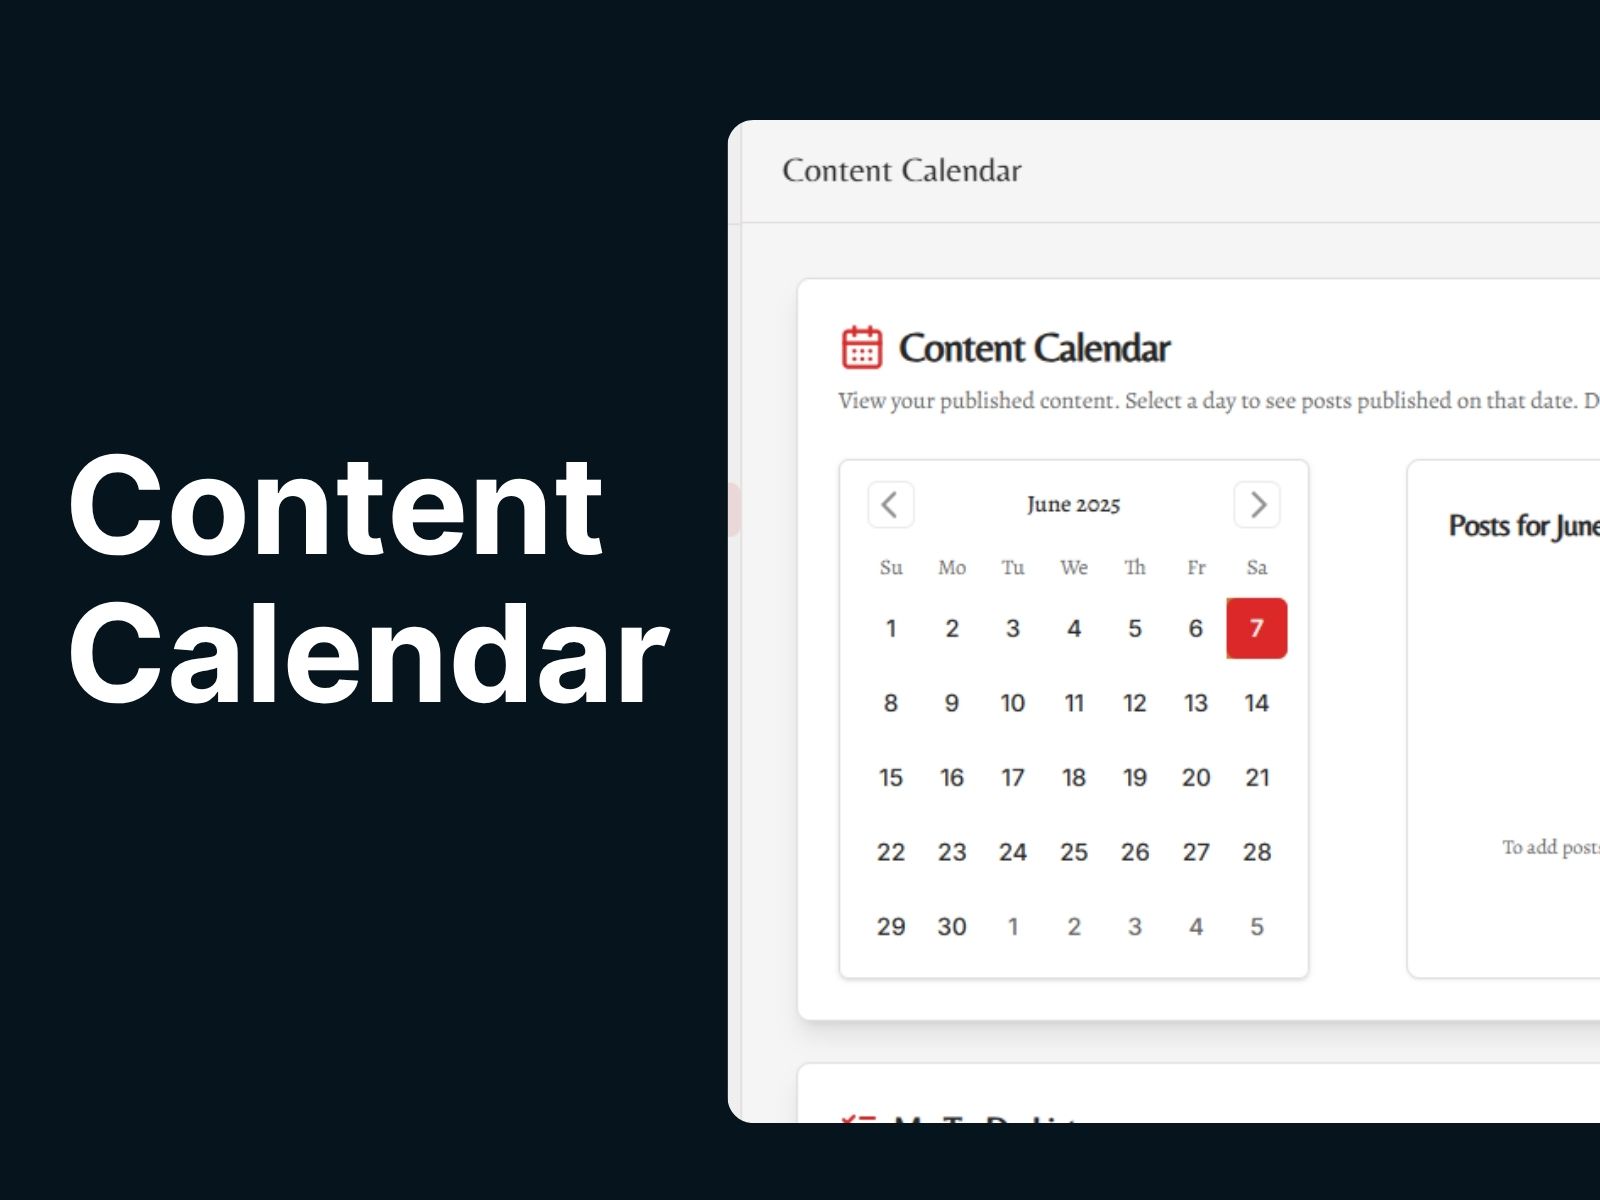 Content
Calendar
Content Calendar
Content Calendar
View your published content. Select a day to see posts published on that date. D
June 2025
Su Mo Tu We Th Fr Sa
1 2 3 4 5 6 7
8 9 10 11 12 13 14
15 16 17 18 19 20 21
22 23 24 25 26 27 28
29 30 1 2 3 4 5
Posts for June
To add posts